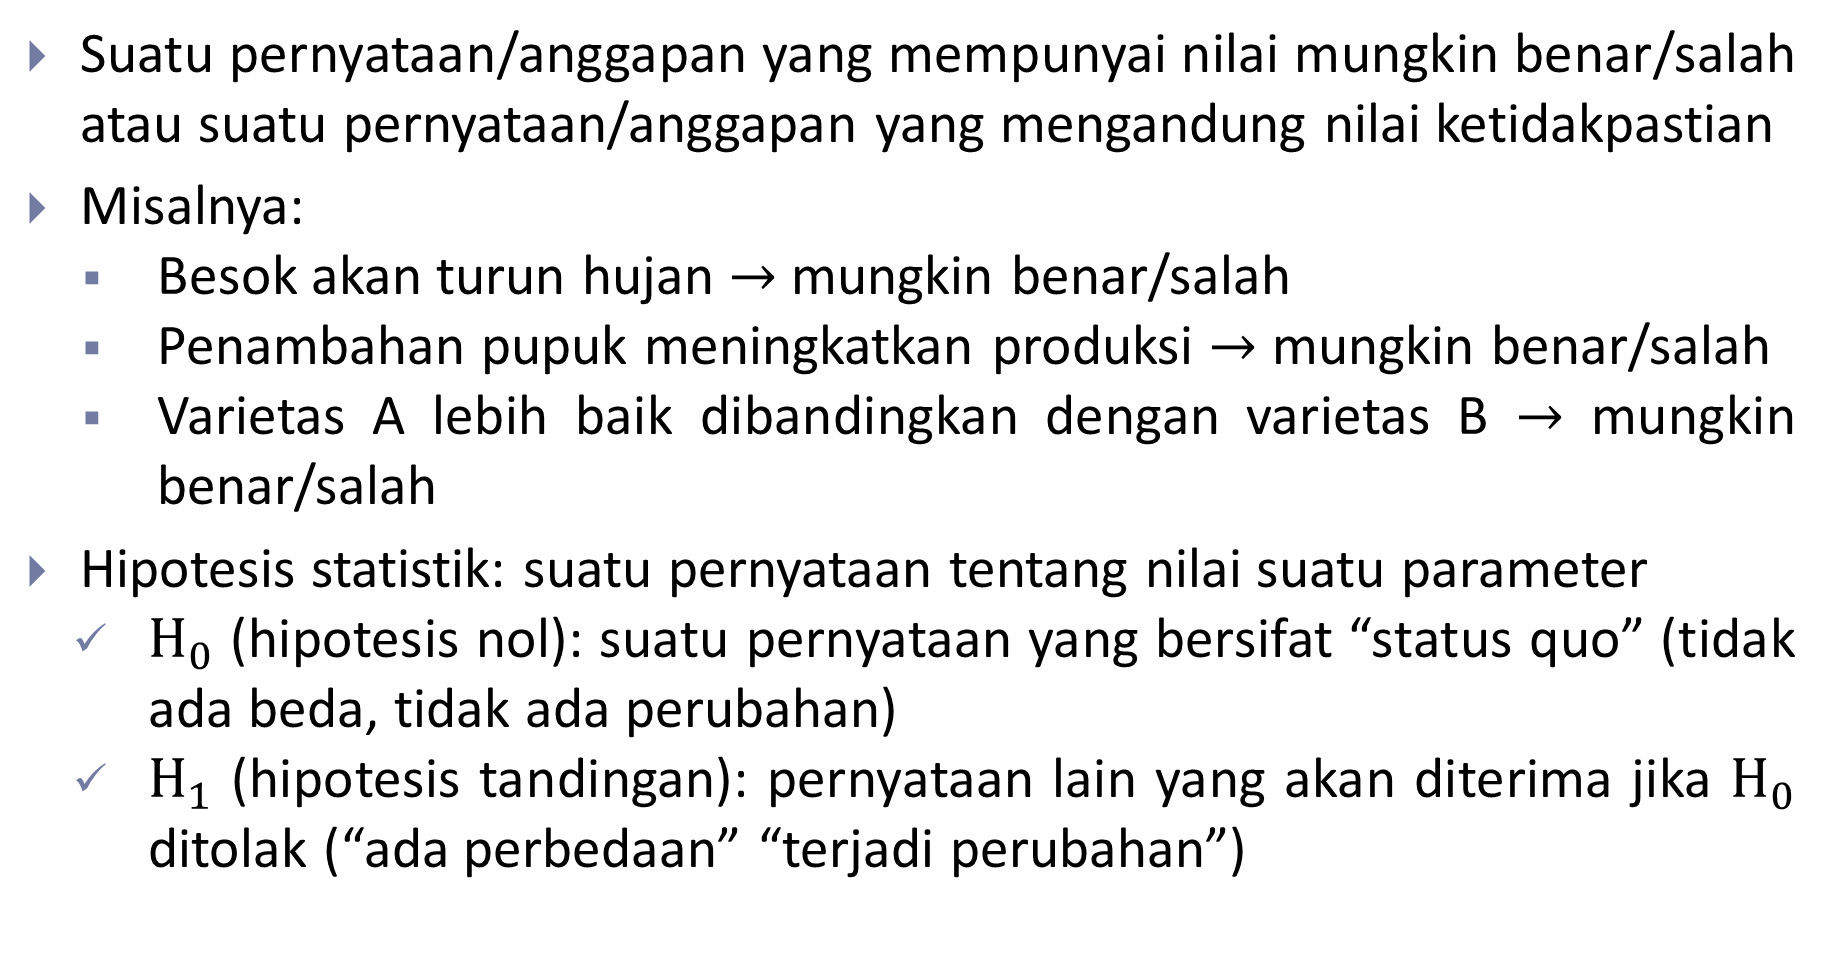 Suatu pernyataan/anggapan yang mempunyai nilai mungkin benar/salah
atau suatu pernyataan/anggapan yang mengandung nilai ketidakpastian
Misalnya:
Besok akan turun hujan → mungkin benar/salah
Penambahan pupuk meningkatkan produksi → mungkin benar/salah
Varietas A lebih baik dibandingkan dengan varietas B → mungkin
benar/salah
Hipotesis statistik: suatu pernyataan tentang nilai suatu parameter
H₀ (hipotesis nol): suatu pernyataan yang bersifat “status quo” (tidak
ada beda, tidak ada perubahan)
H₁ (hipotesis tandingan): pernyataan lain yang akan diterima jika H₀
ditolak (“ada perbedaan” “terjadi perubahan”)